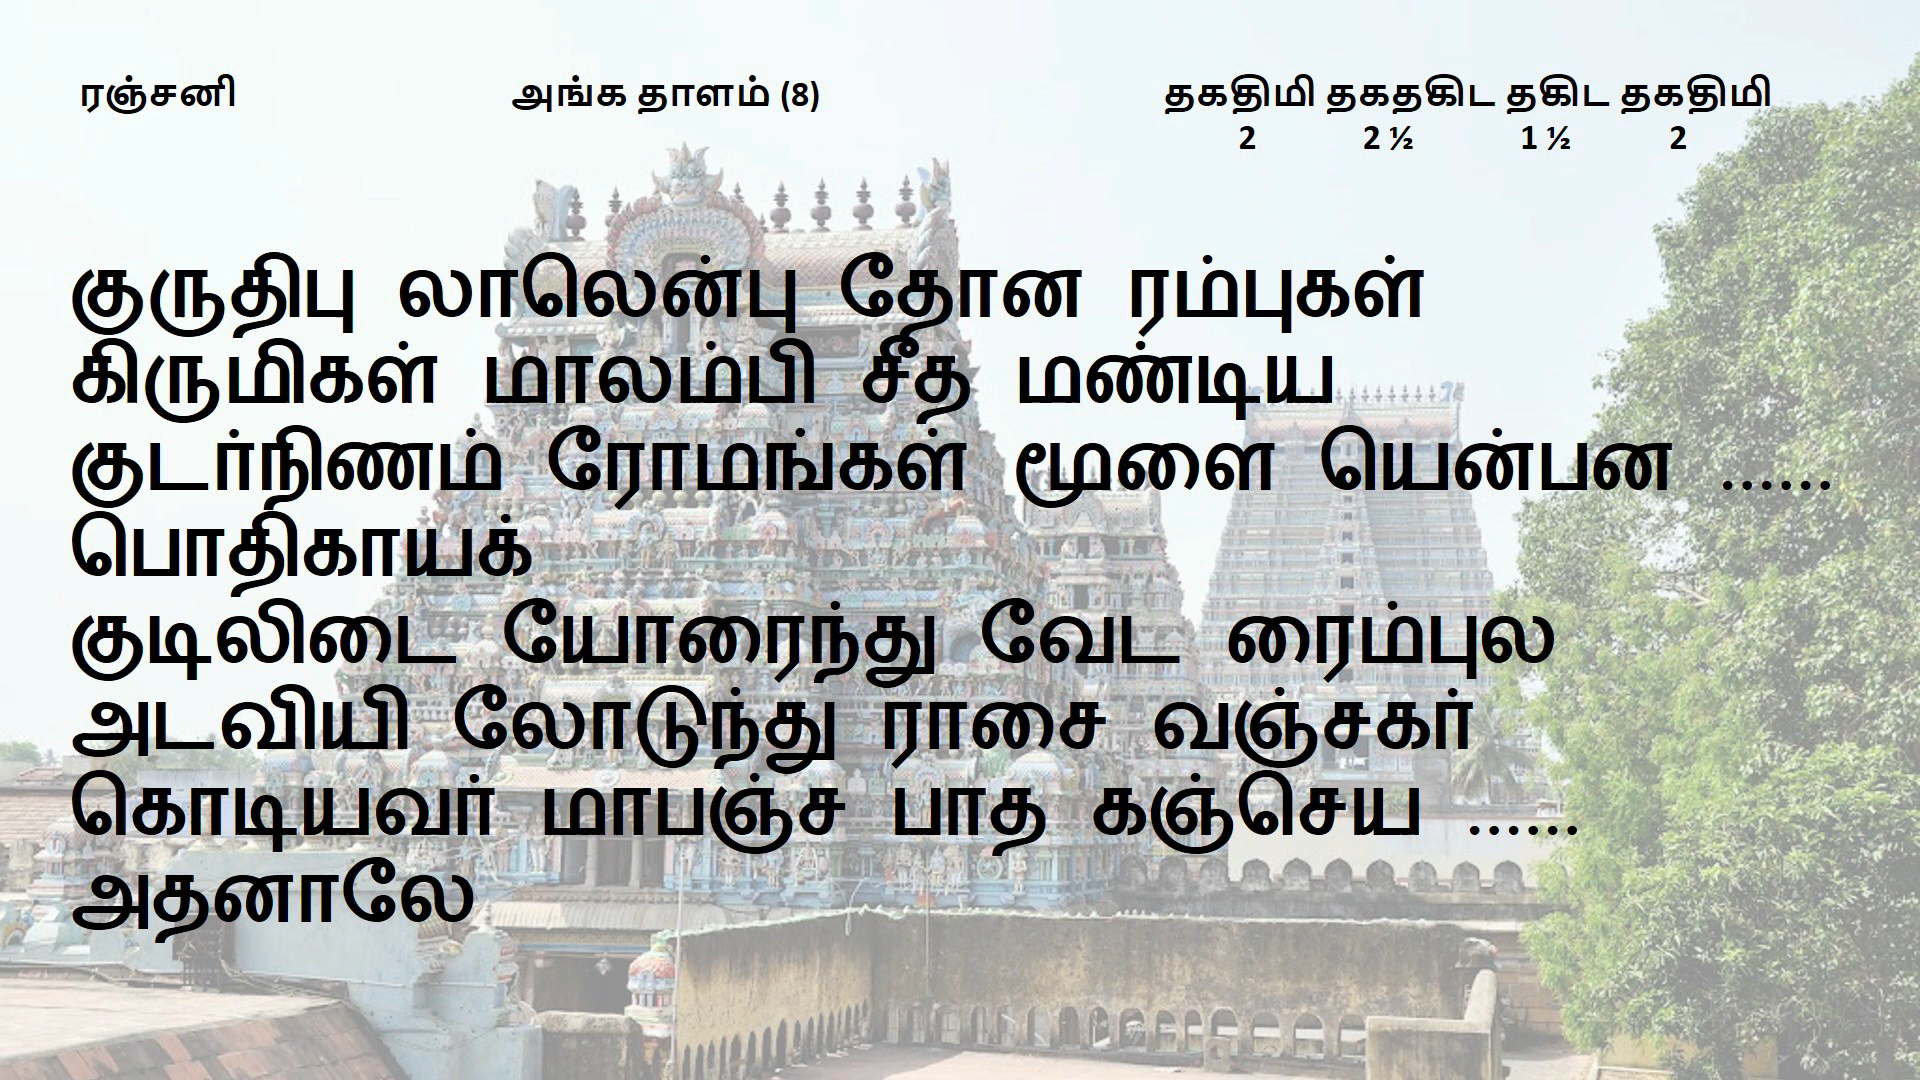 ரஞ்சனி அங்க தாளம் (8) தகதிமி தகதகிட தகிட தகதிமி
2 2 ½ 1 ½ 2
குருதிபு லாலென்பு தோன ரம்புகள்
கிருமிகள் மாலம்பி சீத மண்டிய
குடர்நிணம் ரோமங்கள் மூளை யென்பன ......
பொதிகாயக்
குடிலிடை யோரைந்து வேட ரைம்புல
அடவியி லோடுந்து ராசை வஞ்சகர்
கொடியவர் மாபஞ்ச பாத கஞ்செய ......
அதனாலே